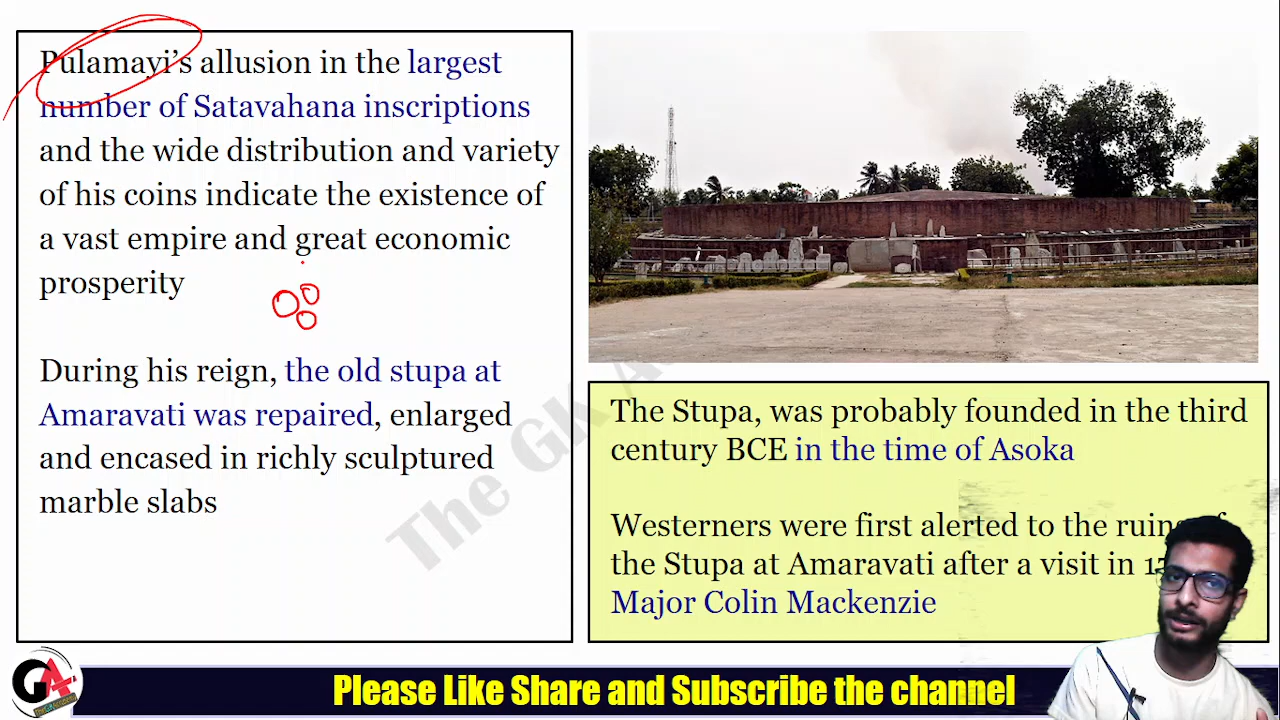 Pulamayi’s allusion in the largest
number of Satavahana inscriptions
and the wide distribution and variety
of his coins indicate the existence of
a vast empire and great economic
prosperity
During his reign, the old stupa at
Amaravati was repaired, enlarged
and encased in richly sculptured
marble slabs
The Stupa, was probably founded in the third
century BCE in the time of Asoka
Westerners were first alerted to the ruins of
the Stupa at Amaravati after a visit in
Major Colin Mackenzie
The GK
GA
Please Like Share and Subscribe the channel